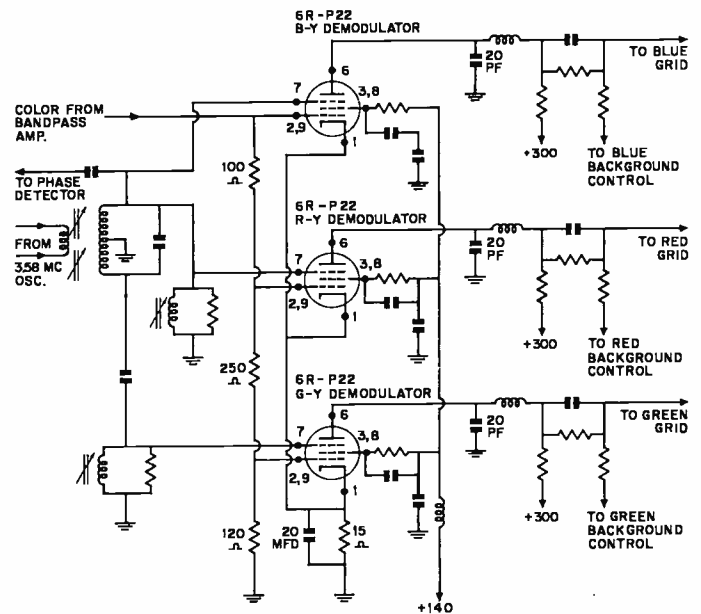 6R-P22
B-Y DEMODULATOR
6
20
PF
TO BLUE
GRID
7
3,8
COLOR FROM
BANDPASS
AMP.
2,9
1
+300
TO BLUE
BACKGROUND
CONTROL
100
Ω
TO PHASE
DETECTOR
6R-P22
R-Y DEMODULATOR
6
20
PF
TO RED
GRID
FROM
3.58 MC
OSC.
7
3,8
2,9
1
+300
TO RED
BACKGROUND
CONTROL
250
Ω
6R-P22
G-Y DEMODULATOR
6
20
PF
TO GREEN
GRID
7
3,8
2,9
1
+300
TO GREEN
BACKGROUND
CONTROL
120
Ω
20
MFD
15
Ω
+140